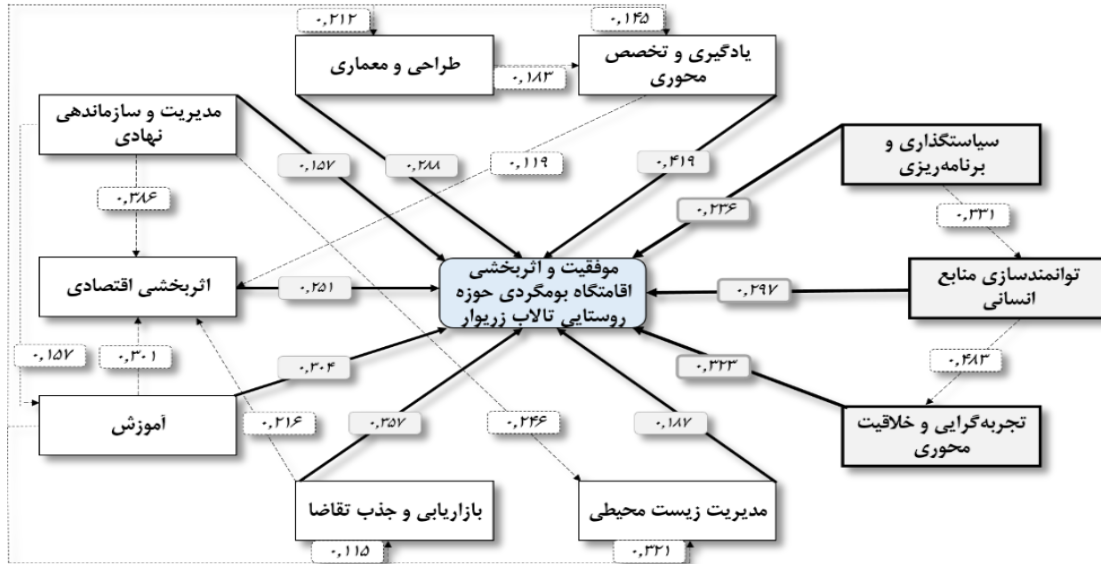 ۰,۲۱۲
۰,۱۴۵
یادگیری و تخصص
محوری
طراحی و معماری
۰,۱۸۳
مدیریت و سازماندهی
نهادی
سیاستگذاری و
برنامه‌ریزی
۰,۱۵۷
۰,۲۸۸
۰,۱۱۹
۰,۴۱۹
۰,۳۸۶
۰,۲۳۶
۰,۳۳۱
موفقیت و اثربخشی
اقامتگاه بومگردی حوزه
روستایی تالاب زریوار
توانمندسازی منابع
انسانی
اثربخشی اقتصادی
۰,۲۵۱
۰,۲۹۷
۰,۱۵۷
۰,۳۰۱
۰,۳۰۴
۰,۳۲۳
۰,۴۸۳
آموزش
۰,۲۱۶
۰,۳۵۷
۰,۲۴۶
۰,۱۸۷
تجربه‌گرایی و خلاقیت
محوری
بازاریابی و جذب تقاضا
مدیریت زیست محیطی
۰,۱۱۵
۰,۳۲۱